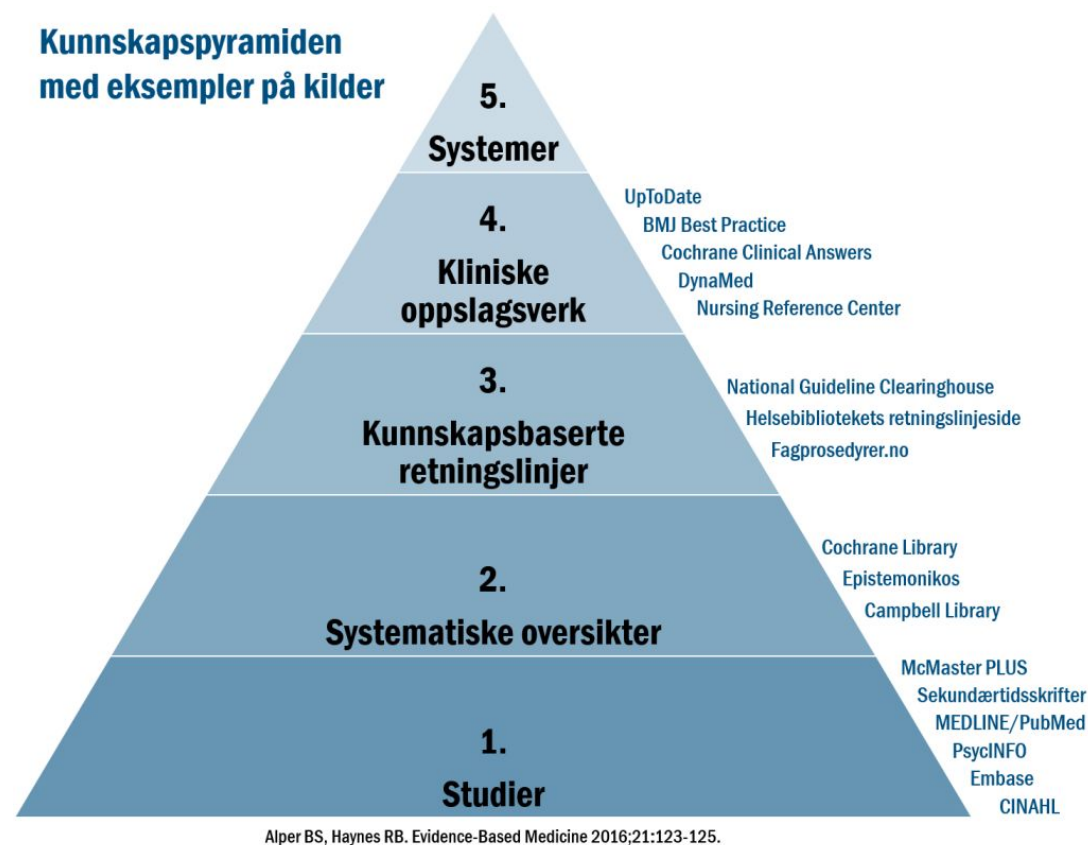 Kunnskapspyramiden
med eksempler på kilder
5.
Systemer
4.
Kliniske
oppslagsverk
UpToDate
BMJ Best Practice
Cochrane Clinical Answers
DynaMed
Nursing Reference Center
3.
Kunnskapsbaserte
retningslinjer
National Guideline Clearinghouse
Helsebibliotekets retningslinjeside
Fagprosedyrer.no
2.
Systematiske oversikter
Cochrane Library
Epistemonikos
Campbell Library
1.
Studier
McMaster PLUS
Sekundærtidsskrifter
MEDLINE/PubMed
PsycINFO
Embase
CINAHL
Alper BS, Haynes RB. Evidence-Based Medicine 2016;21:123-125.